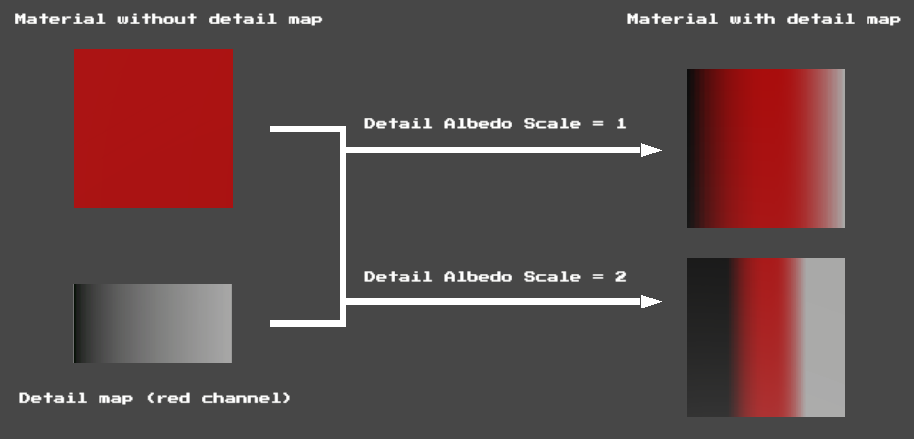 Material without detail map
Material with detail map
Detail Albedo Scale = 1
Detail Albedo Scale = 2
Detail map (red channel)